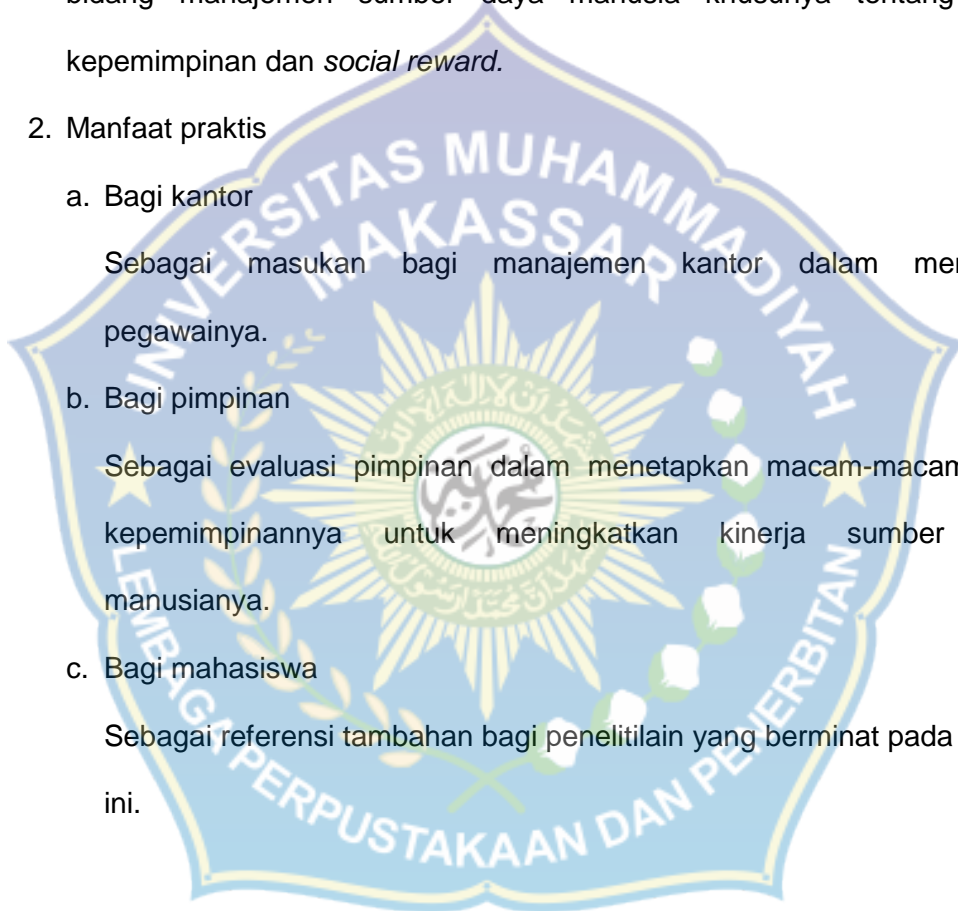 bidang manajemen sumber daya manusia khusunya tentang
kepemimpinan dan social reward.
2. Manfaat praktis
a. Bagi kantor
Sebagai masukan bagi manajemen kantor dalam mer
pegawainya.
b. Bagi pimpinan
Sebagai evaluasi pimpinan dalam menetapkan macam-macam
kepemimpinannya untuk meningkatkan kinerja sumber
manusianya.
c. Bagi mahasiswa
Sebagai referensi tambahan bagi penelitilain yang berminat pada
ini.
UNIVERSITAS MUHAMMADIYAH
MAKASSAR
LEMBAGA PERPUSTAKAAN DAN PENERBITAN